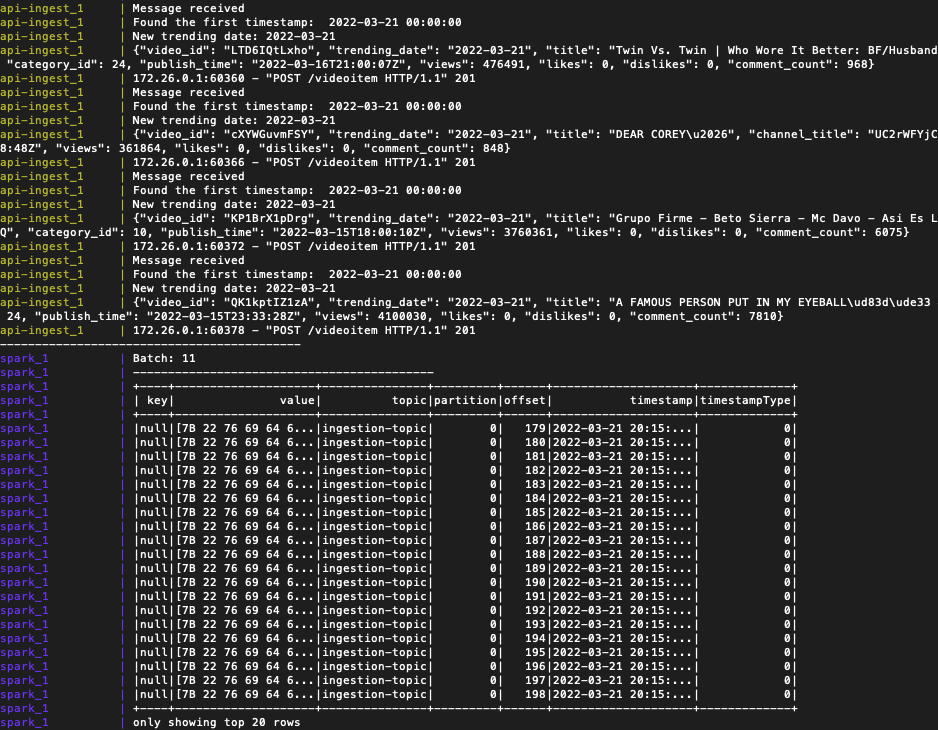 api-ingest_1     | Message received
api-ingest_1     | Found the first timestamp:  2022-03-21 00:00:00
api-ingest_1     | New trending date: 2022-03-21
api-ingest_1     | {"video_id": "LTD6IQtLxho", "trending_date": "2022-03-21", "title": "Twin Vs. Twin | Who Wore It Better: BF/Husband
 "category_id": 24, "publish_time": "2022-03-16T21:00:07Z", "views": 476491, "likes": 0, "dislikes": 0, "comment_count": 968}
api-ingest_1     | 172.26.0.1:60360 - "POST /videoitem HTTP/1.1" 201
api-ingest_1     | Message received
api-ingest_1     | Found the first timestamp:  2022-03-21 00:00:00
api-ingest_1     | New trending date: 2022-03-21
api-ingest_1     | {"video_id": "cXYWGuvmFSY", "trending_date": "2022-03-21", "title": "DEAR COREY\u2026", "channel_title": "UC2rWFYjC
8:48Z", "views": 361864, "likes": 0, "dislikes": 0, "comment_count": 848}
api-ingest_1     | 172.26.0.1:60366 - "POST /videoitem HTTP/1.1" 201
api-ingest_1     | Message received
api-ingest_1     | Found the first timestamp:  2022-03-21 00:00:00
api-ingest_1     | New trending date: 2022-03-21
api-ingest_1     | {"video_id": "KP1BrX1pDrg", "trending_date": "2022-03-21", "title": "Grupo Firme - Beto Sierra - Mc Davo - Asi Es L
Q", "category_id": 10, "publish_time": "2022-03-15T18:00:10Z", "views": 3760361, "likes": 0, "dislikes": 0, "comment_count": 6075}
api-ingest_1     | 172.26.0.1:60372 - "POST /videoitem HTTP/1.1" 201
api-ingest_1     | Message received
api-ingest_1     | Found the first timestamp:  2022-03-21 00:00:00
api-ingest_1     | New trending date: 2022-03-21
api-ingest_1     | {"video_id": "QK1kptIZ1zA", "trending_date": "2022-03-21", "title": "A FAMOUS PERSON PUT IN MY EYEBALL\ud83d\ude33
 24, "publish_time": "2022-03-15T23:33:28Z", "views": 4100030, "likes": 0, "dislikes": 0, "comment_count": 7810}
api-ingest_1     | 172.26.0.1:60378 - "POST /videoitem HTTP/1.1" 201
-------------------------------------------
spark_1          | Batch: 11
spark_1          | -------------------------------------------
spark_1          | +----+--------------------+---------------+---------+------+--------------------+-------------+
spark_1          | | key|               value|          topic|partition|offset|           timestamp|timestampType|
spark_1          | +----+--------------------+---------------+---------+------+--------------------+-------------+
spark_1          | |null|[7B 22 76 69 64 6...|ingestion-topic|        0|   179|2022-03-21 20:15:...|            0|
spark_1          | |null|[7B 22 76 69 64 6...|ingestion-topic|        0|   180|2022-03-21 20:15:...|            0|
spark_1          | |null|[7B 22 76 69 64 6...|ingestion-topic|        0|   181|2022-03-21 20:15:...|            0|
spark_1          | |null|[7B 22 76 69 64 6...|ingestion-topic|        0|   182|2022-03-21 20:15:...|            0|
spark_1          | |null|[7B 22 76 69 64 6...|ingestion-topic|        0|   183|2022-03-21 20:15:...|            0|
spark_1          | |null|[7B 22 76 69 64 6...|ingestion-topic|        0|   184|2022-03-21 20:15:...|            0|
spark_1          | |null|[7B 22 76 69 64 6...|ingestion-topic|        0|   185|2022-03-21 20:15:...|            0|
spark_1          | |null|[7B 22 76 69 64 6...|ingestion-topic|        0|   186|2022-03-21 20:15:...|            0|
spark_1          | |null|[7B 22 76 69 64 6...|ingestion-topic|        0|   187|2022-03-21 20:15:...|            0|
spark_1          | |null|[7B 22 76 69 64 6...|ingestion-topic|        0|   188|2022-03-21 20:15:...|            0|
spark_1          | |null|[7B 22 76 69 64 6...|ingestion-topic|        0|   189|2022-03-21 20:15:...|            0|
spark_1          | |null|[7B 22 76 69 64 6...|ingestion-topic|        0|   190|2022-03-21 20:15:...|            0|
spark_1          | |null|[7B 22 76 69 64 6...|ingestion-topic|        0|   191|2022-03-21 20:15:...|            0|
spark_1          | |null|[7B 22 76 69 64 6...|ingestion-topic|        0|   192|2022-03-21 20:15:...|            0|
spark_1          | |null|[7B 22 76 69 64 6...|ingestion-topic|        0|   193|2022-03-21 20:15:...|            0|
spark_1          | |null|[7B 22 76 69 64 6...|ingestion-topic|        0|   194|2022-03-21 20:15:...|            0|
spark_1          | |null|[7B 22 76 69 64 6...|ingestion-topic|        0|   195|2022-03-21 20:15:...|            0|
spark_1          | |null|[7B 22 76 69 64 6...|ingestion-topic|        0|   196|2022-03-21 20:15:...|            0|
spark_1          | |null|[7B 22 76 69 64 6...|ingestion-topic|        0|   197|2022-03-21 20:15:...|            0|
spark_1          | |null|[7B 22 76 69 64 6...|ingestion-topic|        0|   198|2022-03-21 20:15:...|            0|
spark_1          | +----+--------------------+---------------+---------+------+--------------------+-------------+
spark_1          | only showing top 20 rows